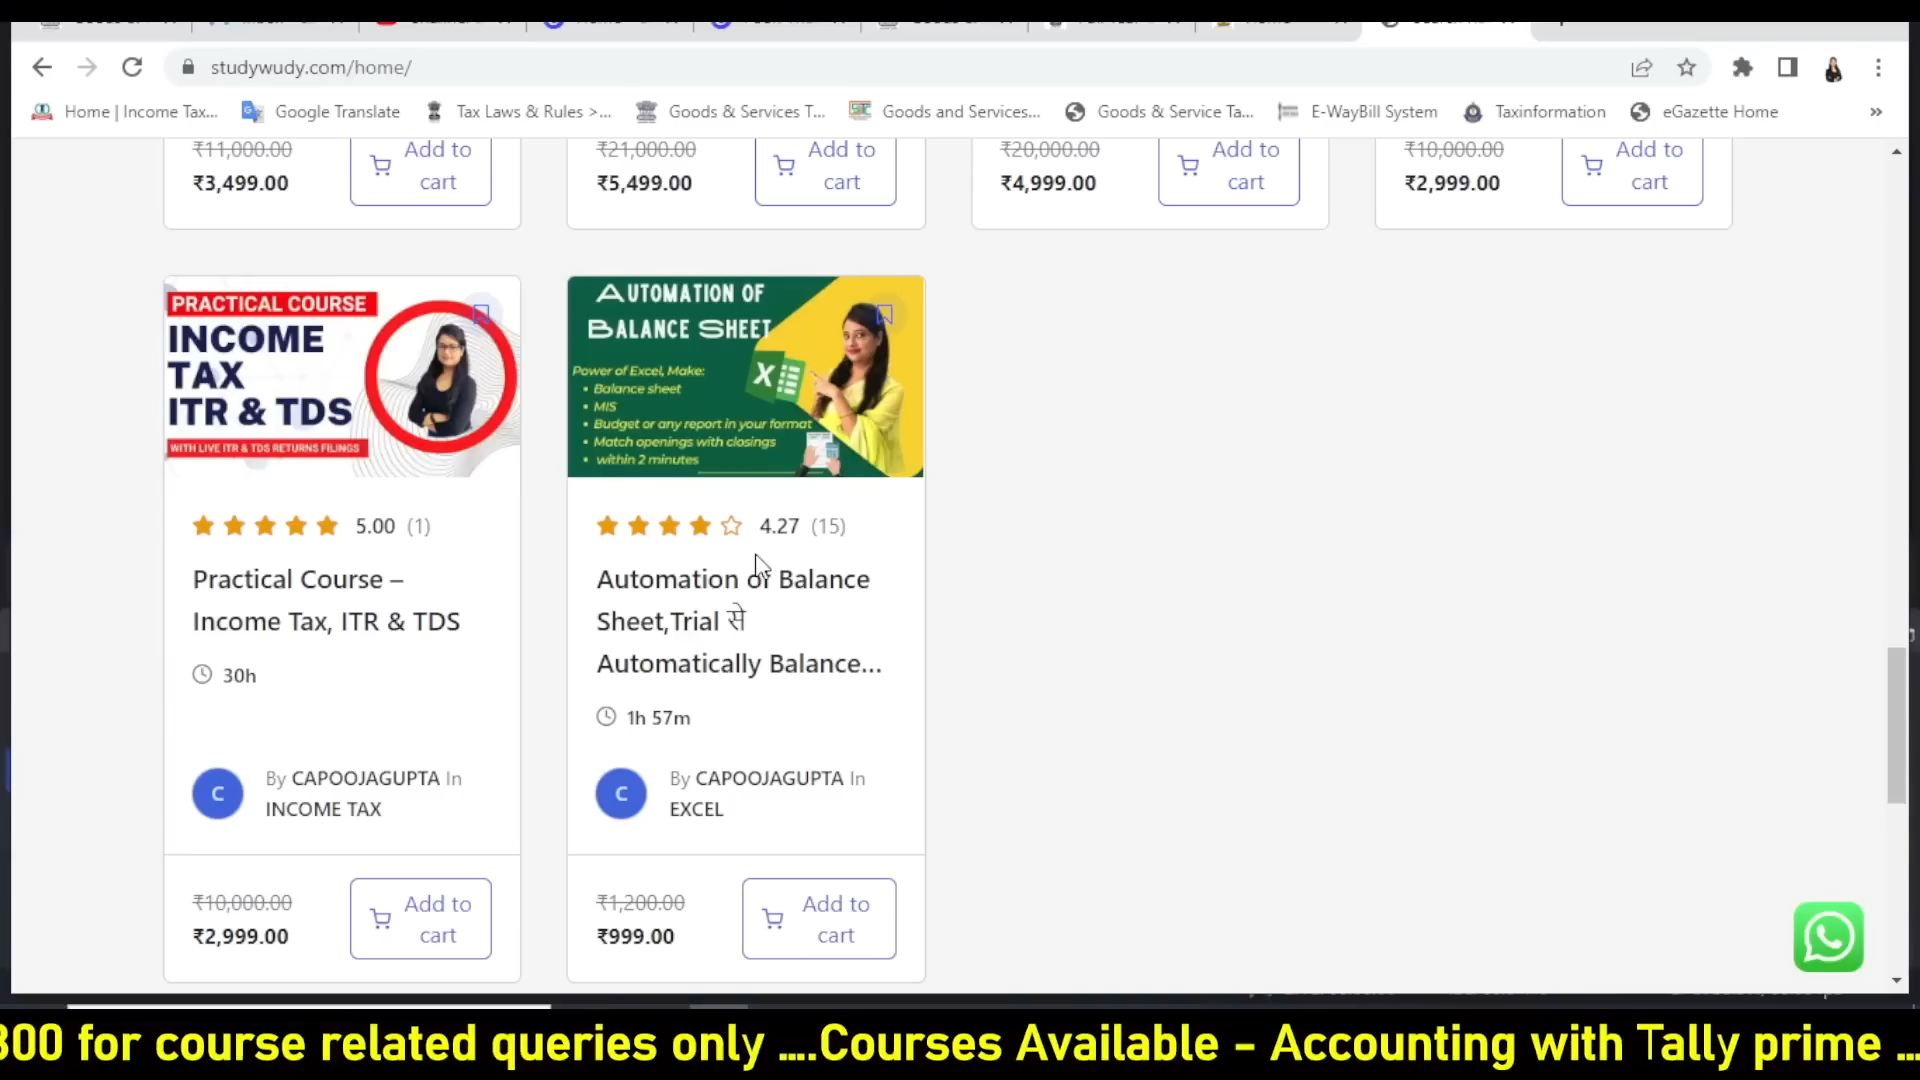 studywudy.com/home/
Home | Income Tax...
Google Translate
Tax Laws & Rules >...
Goods & Services T...
Goods and Services...
Goods & Service Ta...
E-WayBill System
Taxinformation
eGazette Home
»
₹11,000.00
₹3,499.00
Add to
cart
₹21,000.00
₹5,499.00
Add to
cart
₹20,000.00
₹4,999.00
Add to
cart
₹10,000.00
₹2,999.00
Add to
cart
PRACTICAL COURSE
INCOME
TAX
ITR & TDS
WITH LIVE ITR & TDS RETURNS FILINGS
5.00 (1)
Practical Course –
Income Tax, ITR & TDS
30h
C
By CAPOOJAGUPTA In
INCOME TAX
₹10,000.00
₹2,999.00
Add to
cart
AUTOMATION OF
BALANCE SHEET
Power of Excel, Make:
• Balance sheet
• MIS
• Budget or any report in your format
• Match openings with closings
• within 2 minutes
X
4.27 (15)
Automation of Balance
Sheet,Trial से
Automatically Balance...
1h 57m
C
By CAPOOJAGUPTA In
EXCEL
₹1,200.00
₹999.00
Add to
cart
300 for course related queries only ....Courses Available - Accounting with Tally prime ...